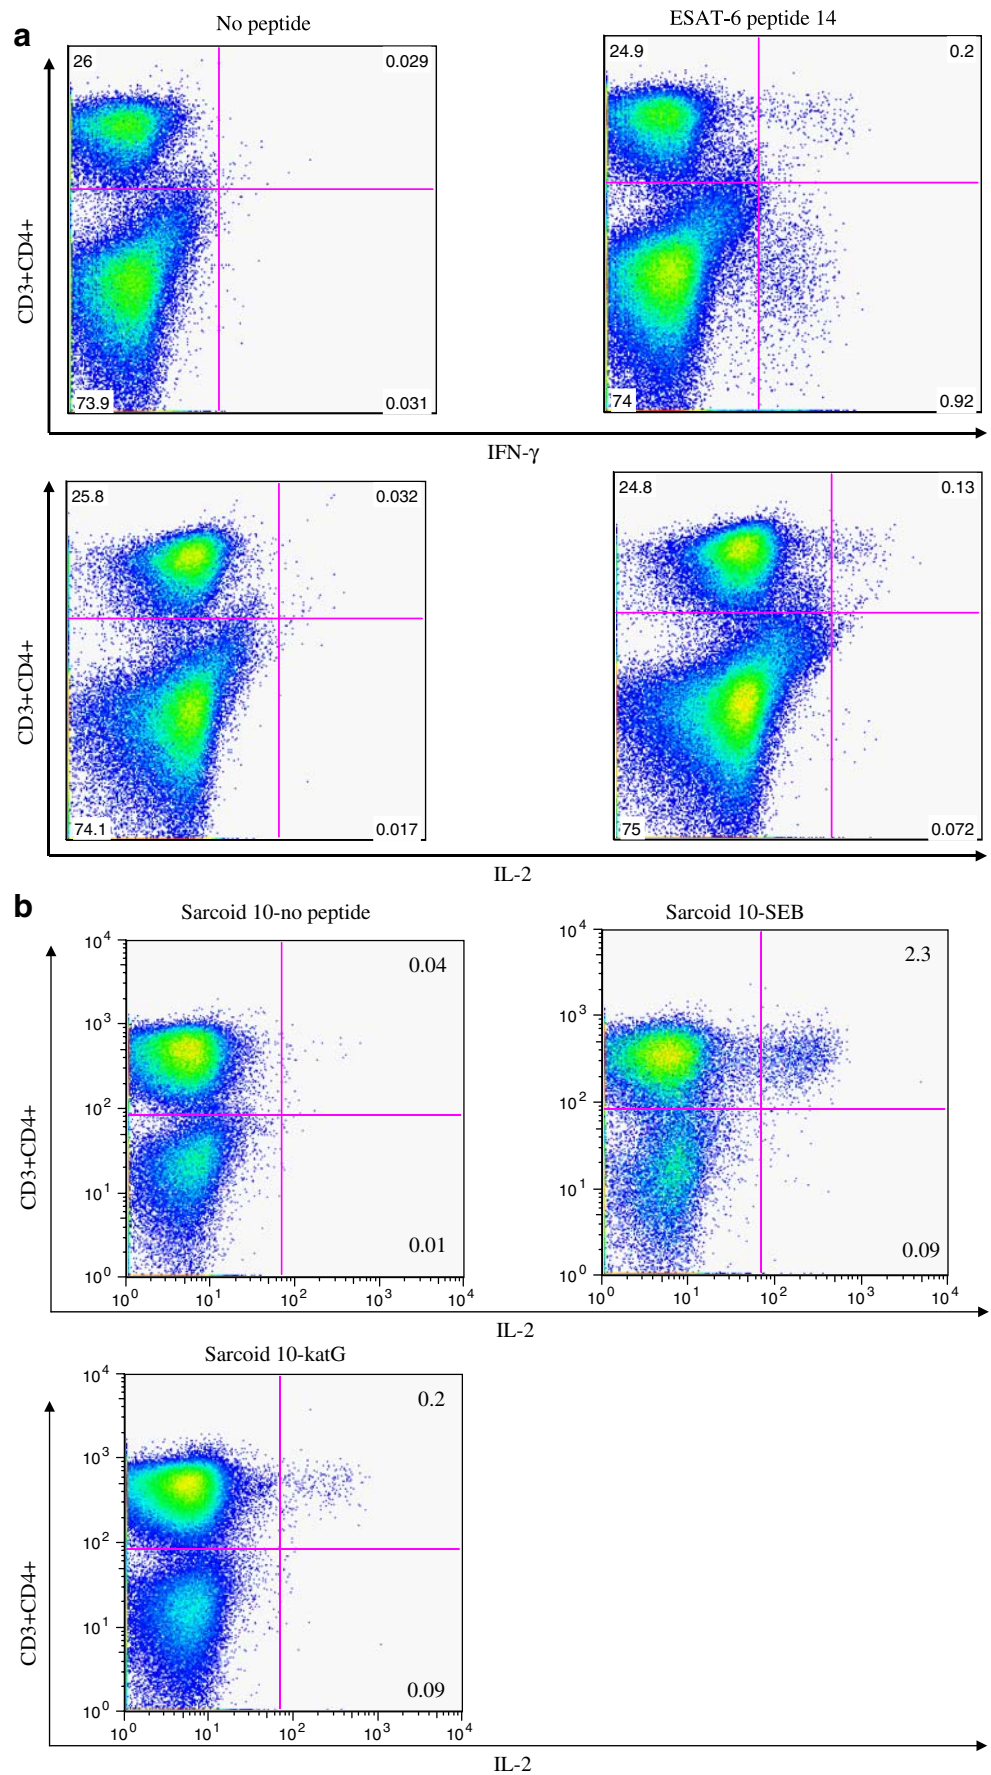 a
No peptide
ESAT-6 peptide 14
26
0.029
24.9
0.2
CD3+CD4+
73.9
0.031
74
0.92
IFN-γ
25.8
0.032
24.8
0.13
CD3+CD4+
74.1
0.017
75
0.072
IL-2
b
Sarcoid 10-no peptide
Sarcoid 10-SEB
10⁴
0.04
10³
10²
10¹
10⁰
0.01
10⁰ 10¹ 10² 10³ 10⁴
CD3+CD4+
10⁴
2.3
10³
10²
10¹
10⁰
0.09
10⁰ 10¹ 10² 10³ 10⁴
IL-2
Sarcoid 10-katG
10⁴
0.2
10³
10²
10¹
10⁰
0.09
10⁰ 10¹ 10² 10³ 10⁴
CD3+CD4+
IL-2